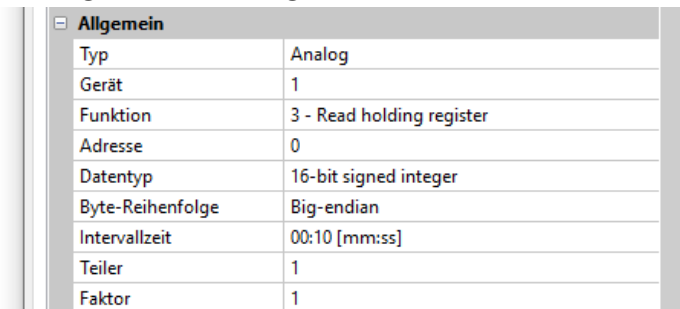 Allgemein
Typ Analog
Gerät 1
Funktion 3 - Read holding register
Adresse 0
Datentyp 16-bit signed integer
Byte-Reihenfolge Big-endian
Intervallzeit 00:10 [mm:ss]
Teiler 1
Faktor 1